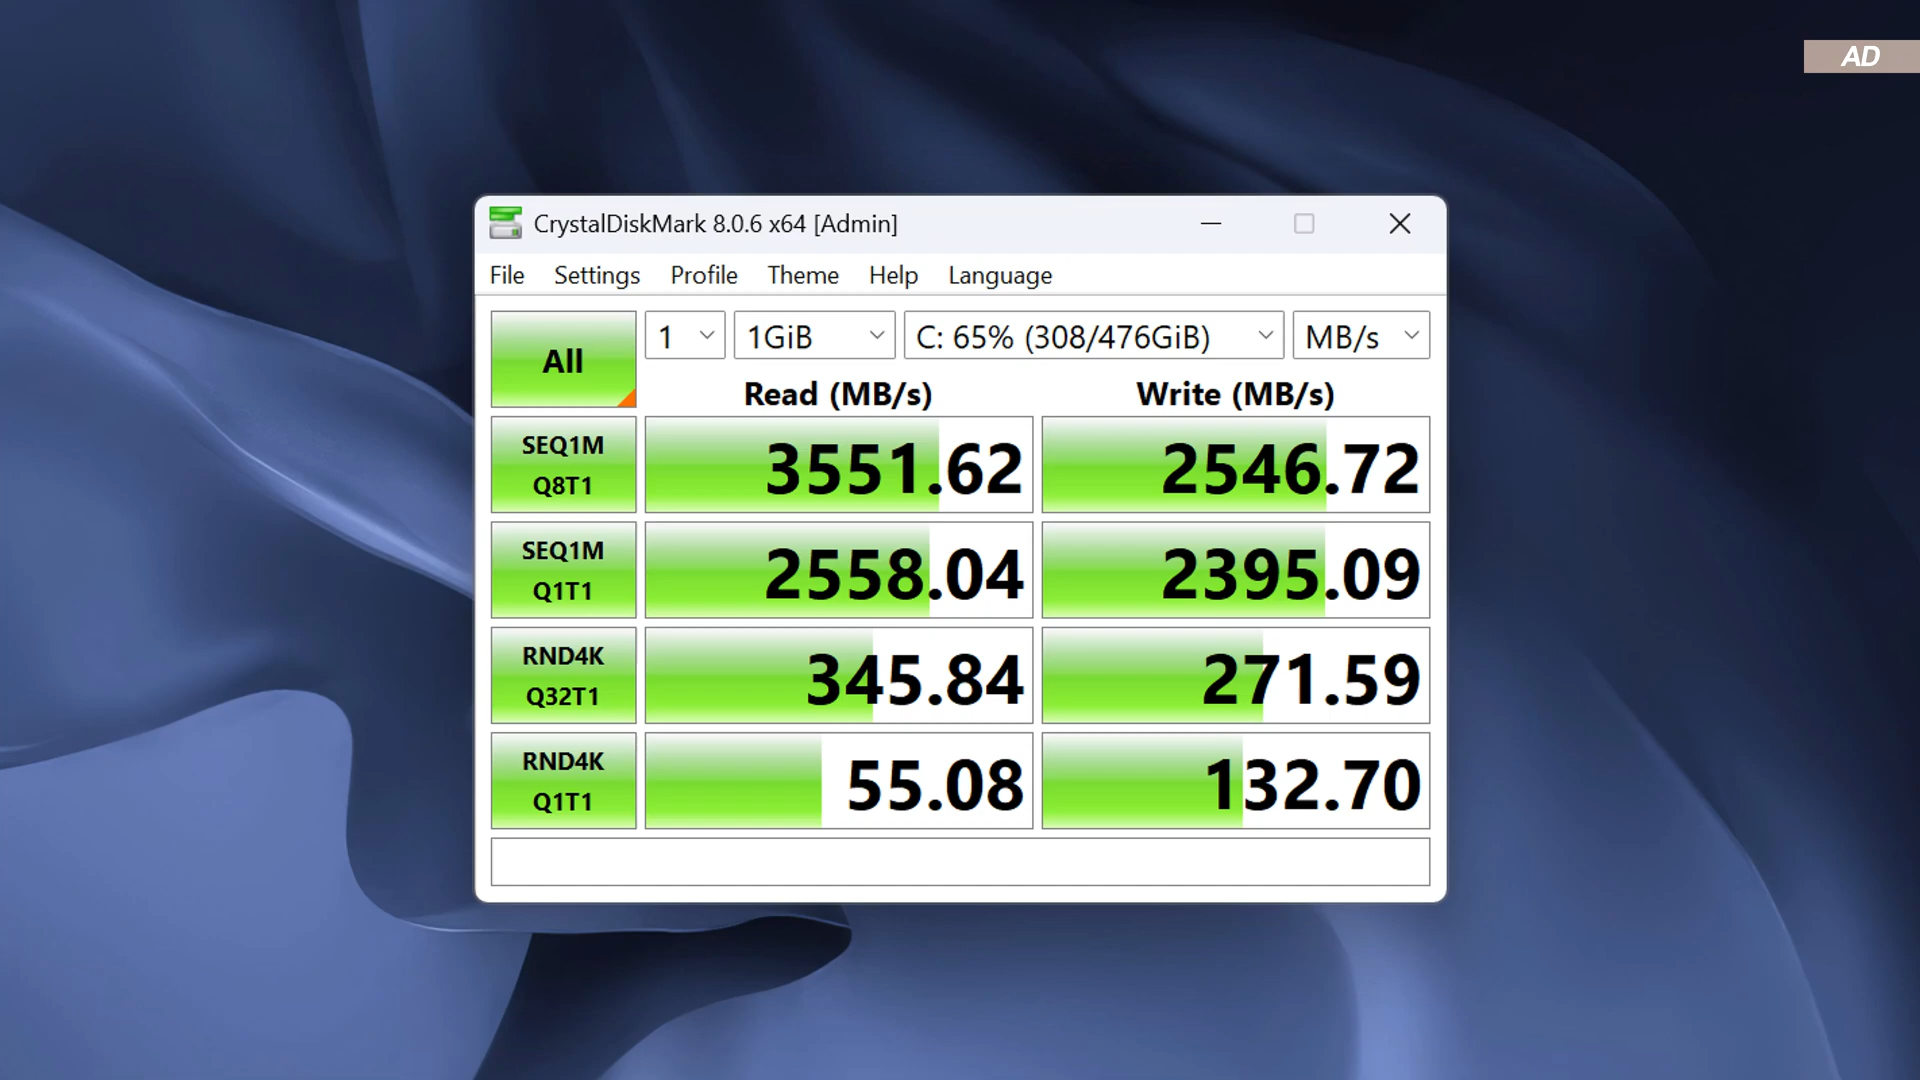 AD
CrystalDiskMark 8.0.6 x64 [Admin]
File Settings Profile Theme Help Language
All
1
1GiB
C: 65% (308/476GiB)
MB/s
Read (MB/s) Write (MB/s)
SEQ1M
Q8T1
3551.62 2546.72
SEQ1M
Q1T1
2558.04 2395.09
RND4K
Q32T1
345.84 271.59
RND4K
Q1T1
55.08 132.70